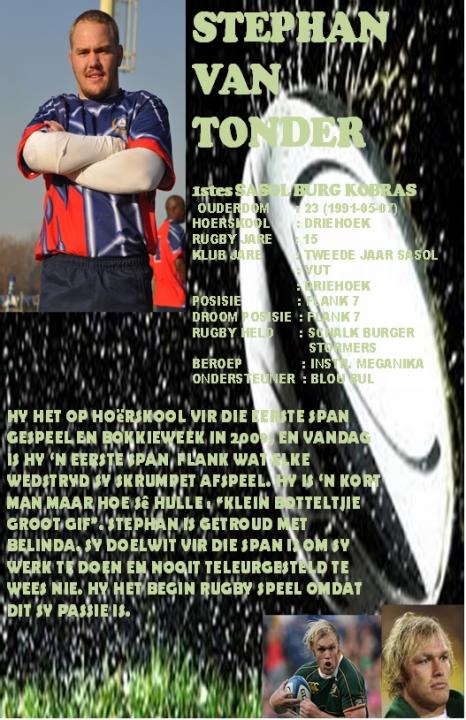 STEPHAN
VAN
TONDER
1stes SASOLBURG KOBRAS
OUDERDOM : 23 (1991-05-07)
HOERSKOOL : DRIEHOEK
RUGBY JARE : 15
KLUB JARE : TWEEDE JAAR SASOL
: VUT
: DRIEHOEK
POSISIE : FLANK 7
DROOM POSISIE : FLANK 7
RUGBY HELD : SCHALK BURGER
STORMERS
BEROEP : INSTR. MEGANIKA
ONDERSTEUNER : BLOU BUL
HY HET OP HOëRSKOOL VIR DIE EERSTE SPAN
GESPEEL EN BOKKIEWEEK IN 2009, EN VANDAG
IS HY ‘N EERSTE SPAN FLANK WAT ELKE
WEDSTRYD SY SKRUMPET AFSPEEL. HY IS ‘N KORT
MAN MAAR HOE Sê HULLE : “KLEIN BOTTELTJIE
GROOT GIF”. STEPHAN IS GETROUD MET
BELINDA, SY DOELWIT VIR DIE SPAN IS OM SY
WERK TE DOEN EN NOOIT TELEURGESTELD TE
WEES NIE. HY HET BEGIN RUGBY SPEEL OMDAT
DIT SY PASSIE IS.